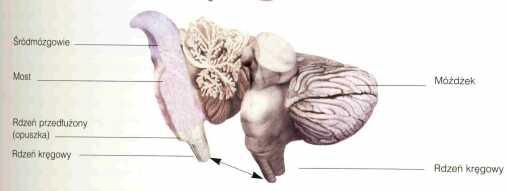 Śródmózgowie
Most
Rdzeń przedłużony
(opuszka)
Rdzeń kręgowy
Móżdżek
Rdzeń kręgowy